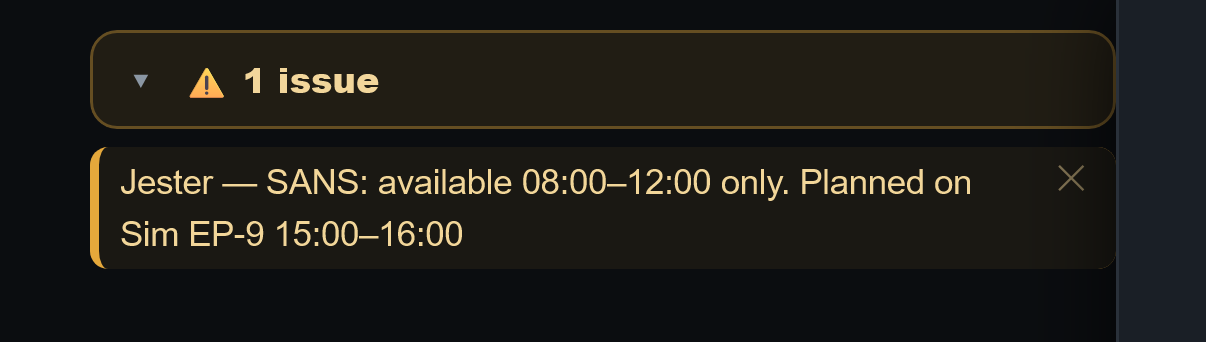 1 issue
Jester — SANS: available 08:00–12:00 only. Planned on
Sim EP-9 15:00–16:00